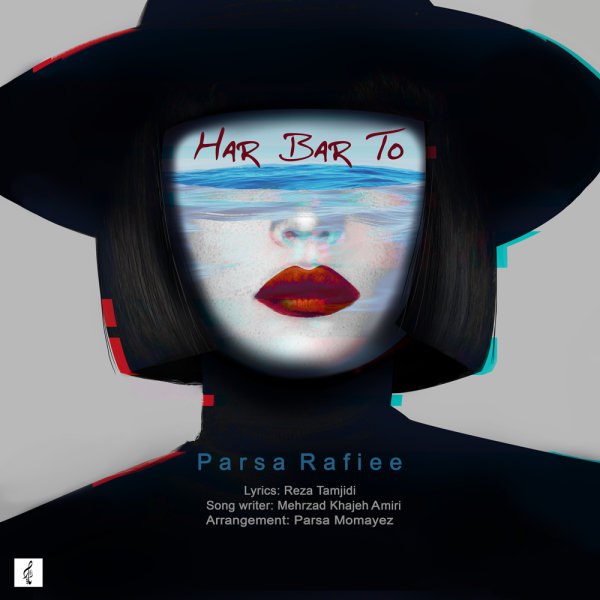 Har Bar To
Parsa Rafiee
Lyrics: Reza Tamjidi
Song writer: Mehrzad Khajeh Amiri
Arrangement: Parsa Momayez